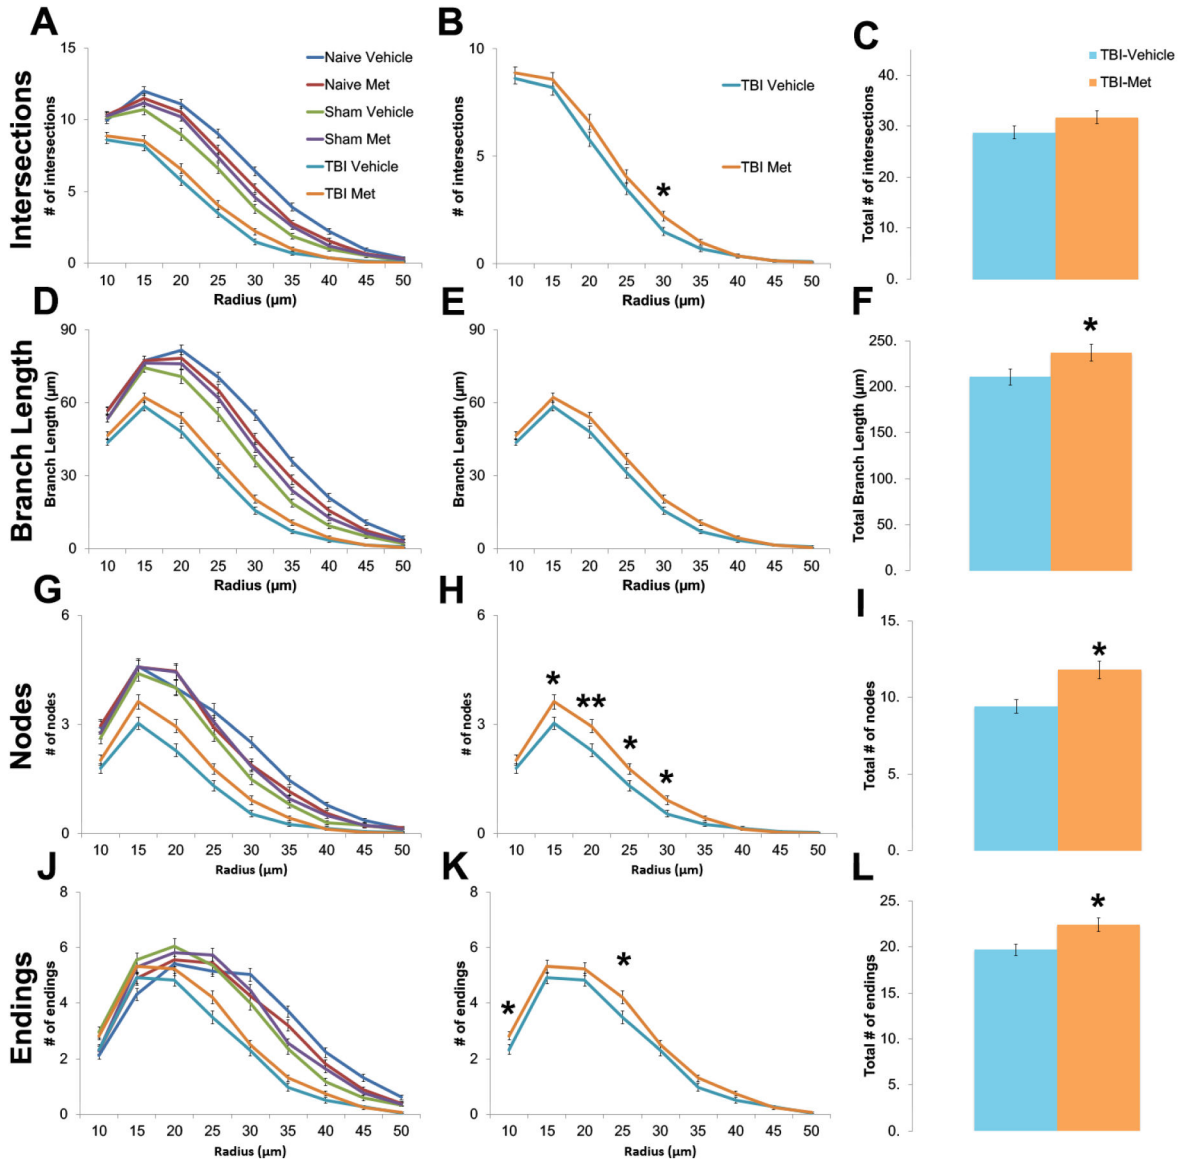 A
Intersections
# of intersections
15
10
5
0
Naive Vehicle
Naive Met
Sham Vehicle
Sham Met
TBI Vehicle
TBI Met
10 15 20 25 30 35 40 45 50
Radius (µm)
B
# of intersections
10
5
0
TBI Vehicle
TBI Met
*
10 15 20 25 30 35 40 45 50
Radius (µm)
C
Total # of intersections
40.
30.
20.
10.
0.
TBI-Vehicle
TBI-Met
D
Branch Length
Branch Length (µm)
90
60
30
0
10 15 20 25 30 35 40 45 50
Radius (µm)
E
Branch Length (µm)
90
60
30
0
10 15 20 25 30 35 40 45 50
Radius (µm)
F
Total Branch Length (µm)
250.
200.
150.
100.
50.
0.
*
G
Nodes
# of nodes
6
3
0
10 15 20 25 30 35 40 45 50
Radius (µm)
H
# of nodes
6
3
0
* ** * *
10 15 20 25 30 35 40 45 50
Radius (µm)
I
Total # of nodes
15.
10.
5.
0.
*
J
Endings
# of endings
8
6
4
2
0
10 15 20 25 30 35 40 45 50
Radius (µm)
K
# of endings
8
6
4
2
0
* *
10 15 20 25 30 35 40 45 50
Radius (µm)
L
Total # of endings
25.
20.
15.
10.
5.
0.
*